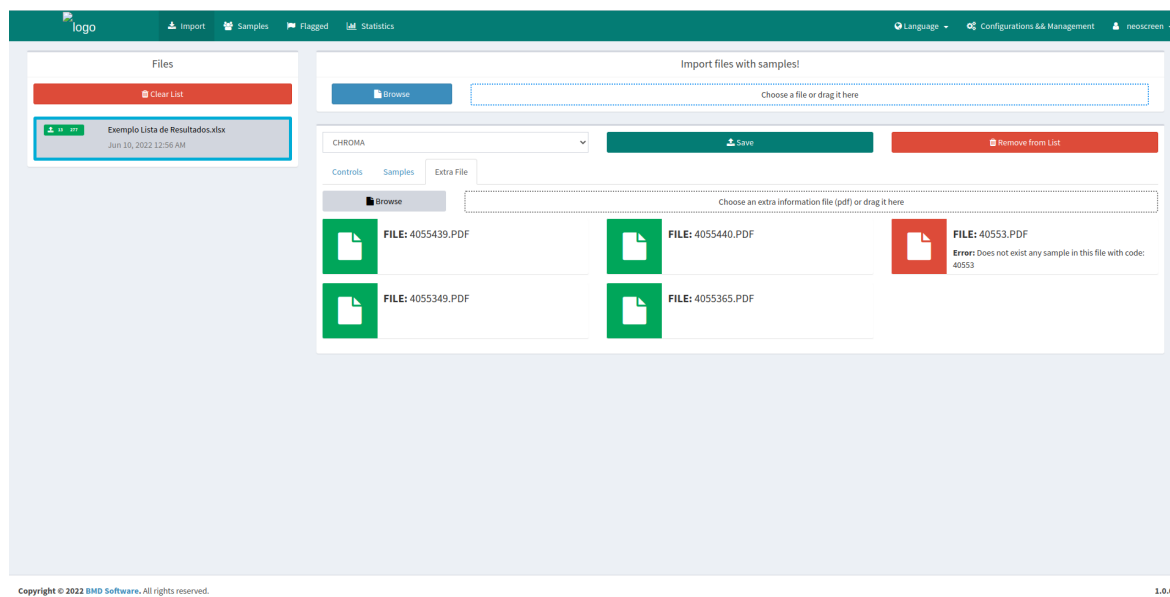 logo
Import Samples Flagged Statistics
Language Configurations && Management neoscreen
Files
Clear List
Exemplo Lista de Resultados.xlsx
Jun 10, 2022 12:56 AM
Import files with samples!
Browse
Choose a file or drag it here
CHROMA
Save
Remove from List
Controls Samples Extra File
Browse
Choose an extra information file (pdf) or drag it here
FILE: 4055439.PDF
FILE: 4055440.PDF
FILE: 40553.PDF
Error: Does not exist any sample in this file with code:
40553
FILE: 4055349.PDF
FILE: 4055365.PDF
Copyright © 2022 BMD Software. All rights reserved.